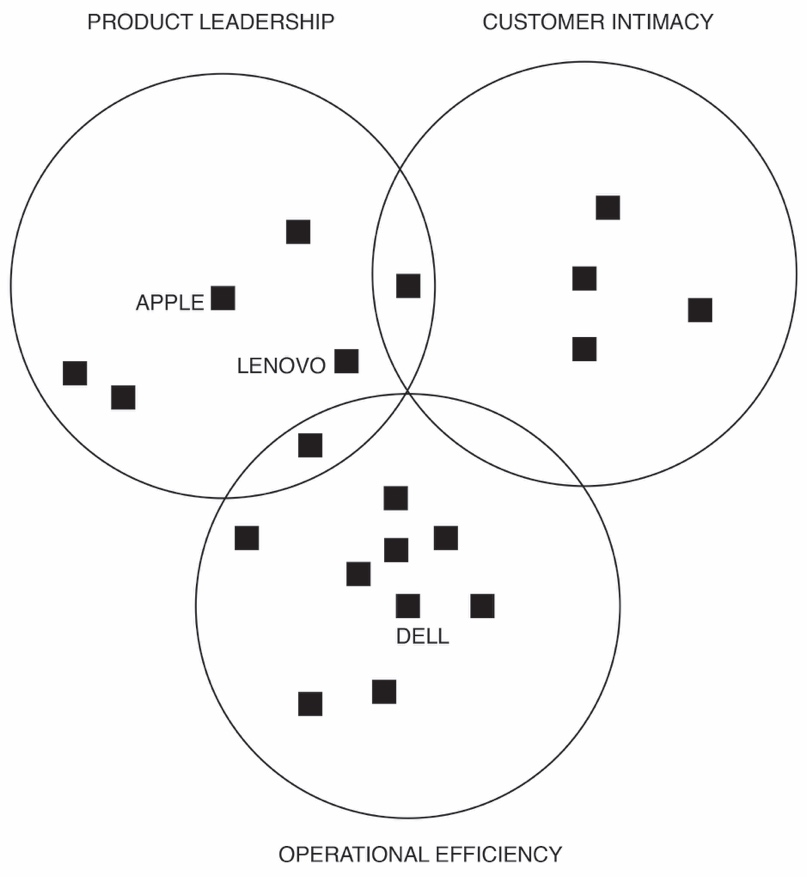 PRODUCT LEADERSHIP
CUSTOMER INTIMACY
APPLE
LENOVO
DELL
OPERATIONAL EFFICIENCY